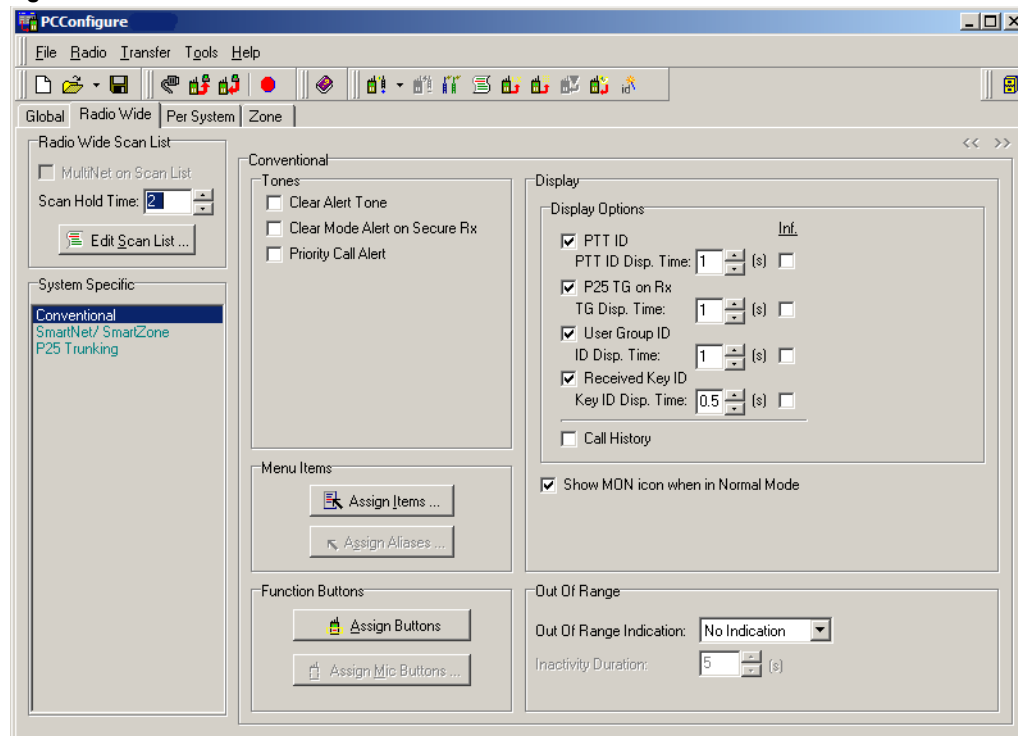 PCConfigure
File Radio Transfer Tools Help
Global Radio Wide Per System Zone
<< >>
Radio Wide Scan List
MultiNet on Scan List
Scan Hold Time: 2
Edit Scan List ...
System Specific
Conventional
SmartNet/ SmartZone
P25 Trunking
Conventional
Tones
Clear Alert Tone
Clear Mode Alert on Secure Rx
Priority Call Alert
Menu Items
Assign Items ...
Assign Aliases ...
Function Buttons
Assign Buttons
Assign Mic Buttons ...
Display
Display Options
Inf.
PTT ID
PTT ID Disp. Time: 1 (s)
P25 TG on Rx
TG Disp. Time: 1 (s)
User Group ID
ID Disp. Time: 1 (s)
Received Key ID
Key ID Disp. Time: 0.5 (s)
Call History
Show MON icon when in Normal Mode
Out Of Range
Out Of Range Indication: No Indication
Inactivity Duration: 5 (s)